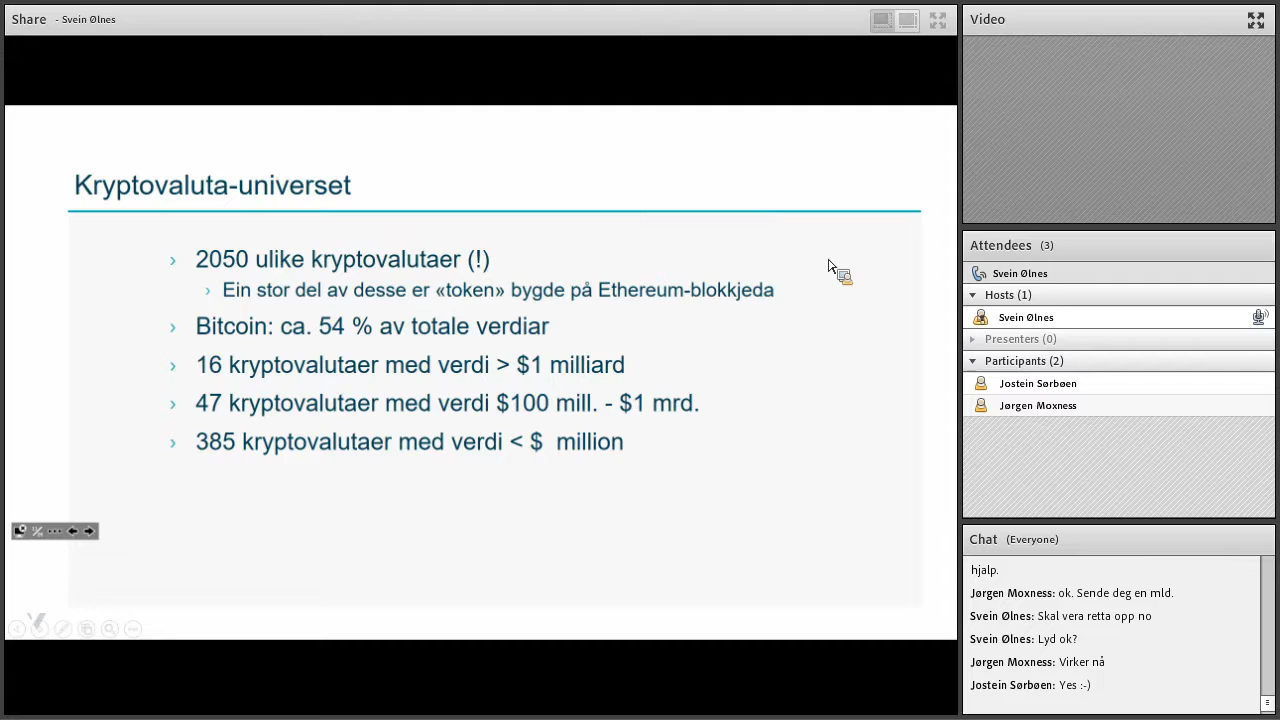 Share - Svein Ølnes
Kryptovaluta-universet
› 2050 ulike kryptovalutaer (!)
› Ein stor del av desse er «token» bygde på Ethereum-blokkjeda
› Bitcoin: ca. 54 % av totale verdiar
› 16 kryptovalutaer med verdi > $1 milliard
› 47 kryptovalutaer med verdi $100 mill. - $1 mrd.
› 385 kryptovalutaer med verdi < $  million
Video
Attendees (3)
Svein Ølnes
Hosts (1)
Svein Ølnes
Presenters (0)
Participants (2)
Jostein Sørbøen
Jørgen Moxness
Chat (Everyone)
hjalp.
Jørgen Moxness: ok. Sende deg en mld.
Svein Ølnes: Skal vera retta opp no
Svein Ølnes: Lyd ok?
Jørgen Moxness: Virker nå
Jostein Sørbøen: Yes :-)